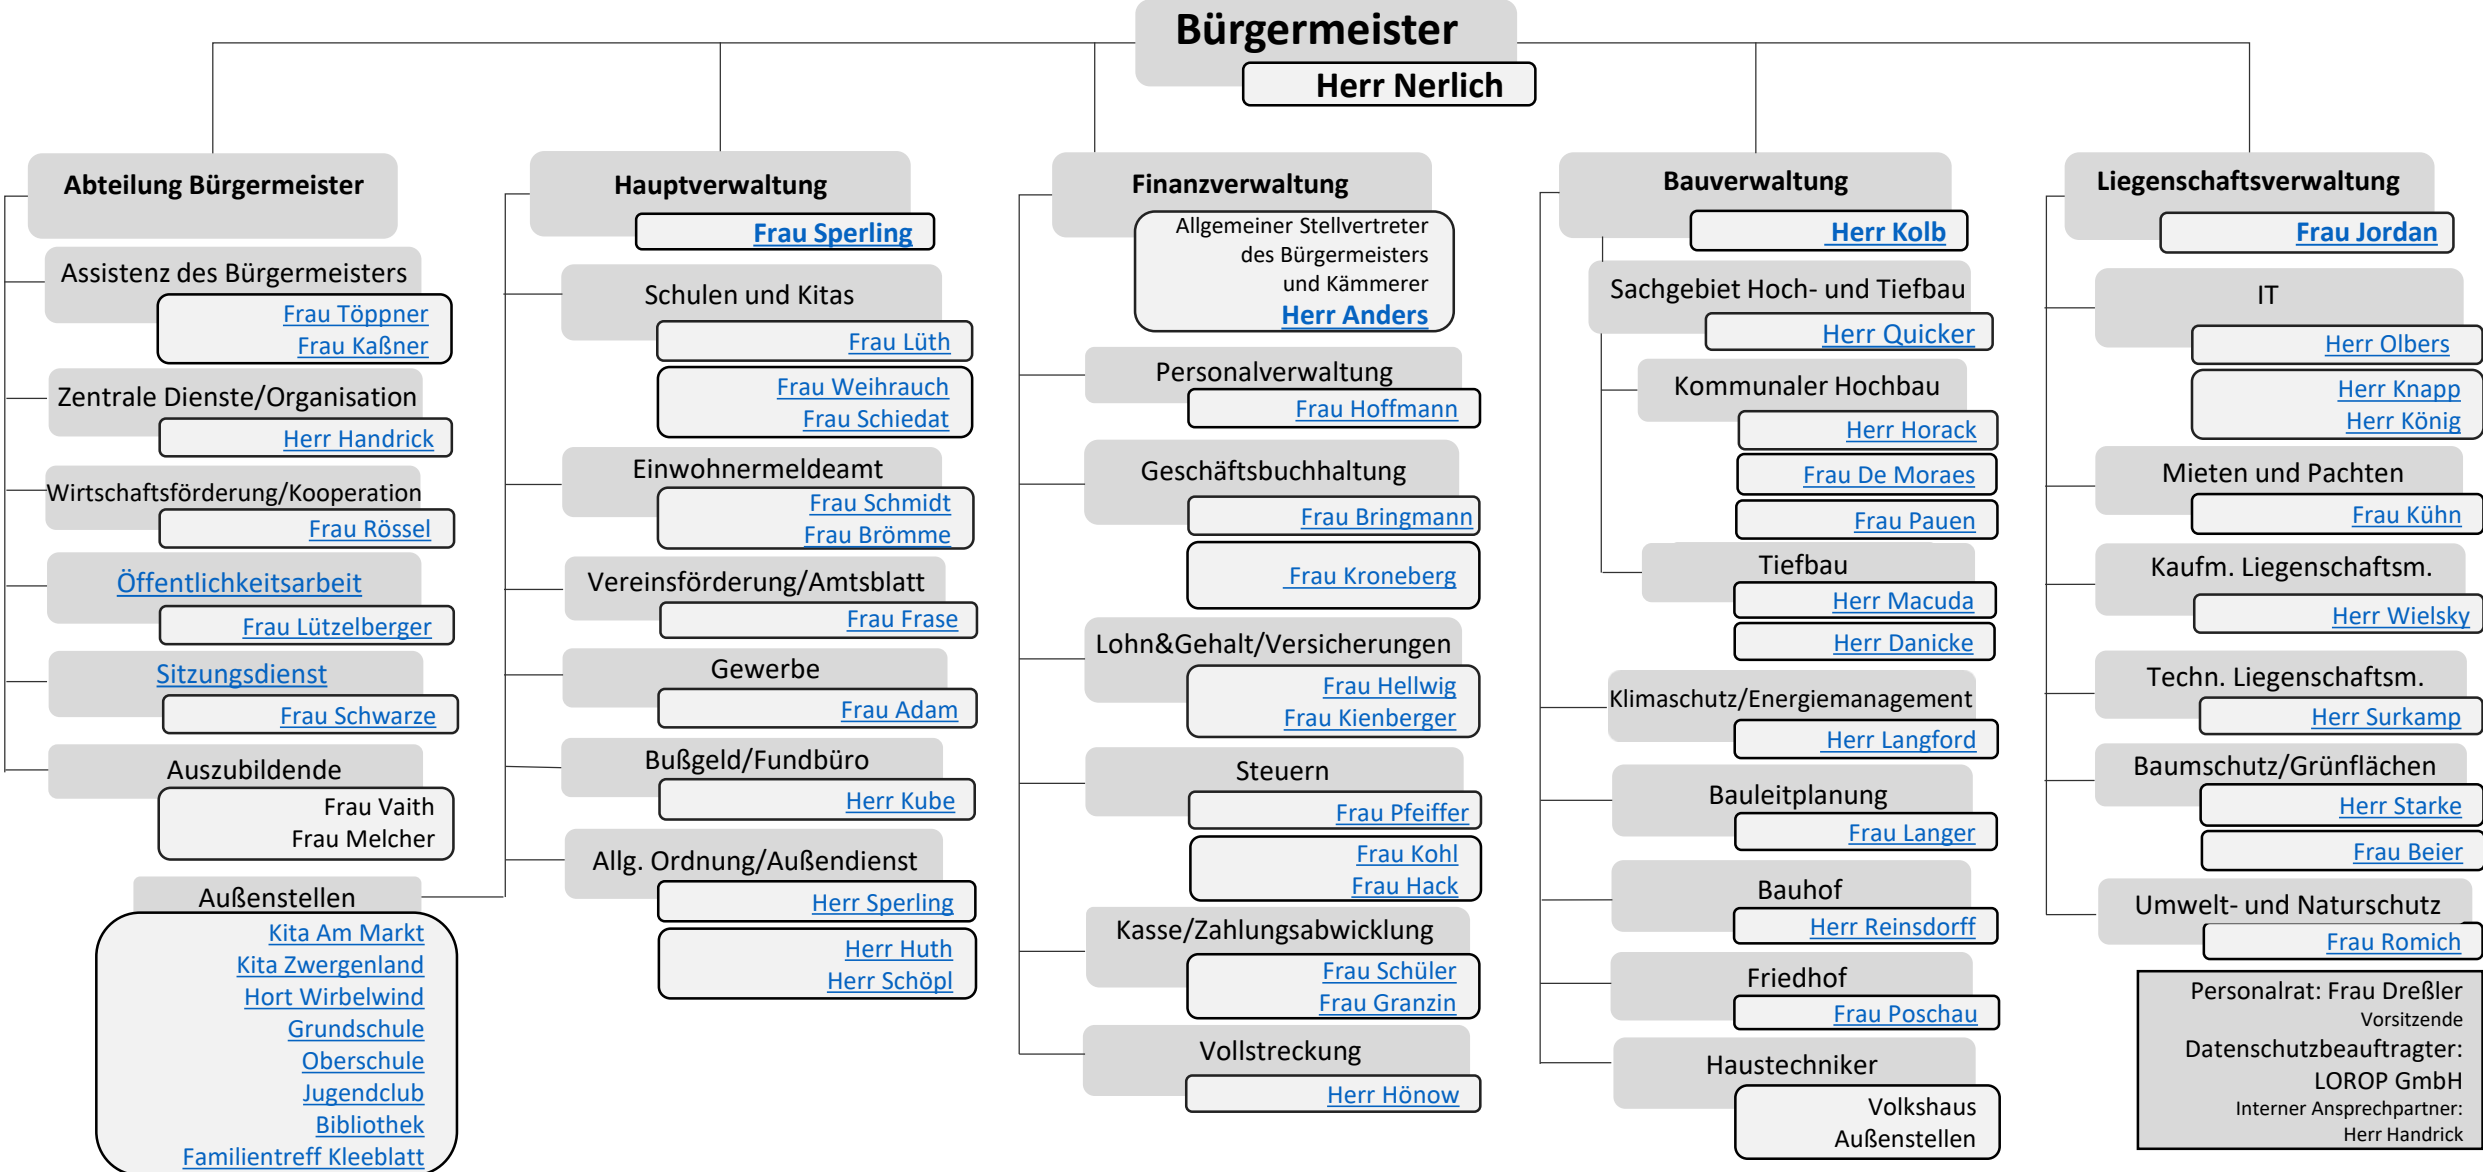 Bürgermeister
Herr Nerlich
Abteilung Bürgermeister
Assistenz des Bürgermeisters
Frau Töppner
Frau Kaßner
Zentrale Dienste/Organisation
Herr Handrick
Wirtschaftsförderung/Kooperation
Frau Rössel
Öffentlichkeitsarbeit
Frau Lützelberger
Sitzungsdienst
Frau Schwarze
Auszubildende
Frau Vaith
Frau Melcher
Außenstellen
Kita Am Markt
Kita Zwergenland
Hort Wirbelwind
Grundschule
Oberschule
Jugendclub
Bibliothek
Familientreff Kleeblatt
Hauptverwaltung
Frau Sperling
Schulen und Kitas
Frau Lüth
Frau Weihrauch
Frau Schiedat
Einwohnermeldeamt
Frau Schmidt
Frau Brömme
Vereinsförderung/Amtsblatt
Frau Frase
Gewerbe
Frau Adam
Bußgeld/Fundbüro
Herr Kube
Allg. Ordnung/Außendienst
Herr Sperling
Herr Huth
Herr Schöpl
Finanzverwaltung
Allgemeiner Stellvertreter
des Bürgermeisters
und Kämmerer
Herr Anders
Personalverwaltung
Frau Hoffmann
Geschäftsbuchhaltung
Frau Bringmann
Frau Kroneberg
Lohn&Gehalt/Versicherungen
Frau Hellwig
Frau Kienberger
Steuern
Frau Pfeiffer
Frau Kohl
Frau Hack
Kasse/Zahlungsabwicklung
Frau Schüler
Frau Granzin
Vollstreckung
Herr Hönow
Bauverwaltung
Herr Kolb
Sachgebiet Hoch- und Tiefbau
Herr Quicker
Kommunaler Hochbau
Herr Horack
Frau De Moraes
Frau Pauen
Tiefbau
Herr Macuda
Herr Danicke
Klimaschutz/Energiemanagement
Herr Langford
Bauleitplanung
Frau Langer
Bauhof
Herr Reinsdorff
Friedhof
Frau Poschau
Haustechniker
Volkshaus
Außenstellen
Liegenschaftsverwaltung
Frau Jordan
IT
Herr Olbers
Herr Knapp
Herr König
Mieten und Pachten
Frau Kühn
Kaufm. Liegenschaftsm.
Herr Wielsky
Techn. Liegenschaftsm.
Herr Surkamp
Baumschutz/Grünflächen
Herr Starke
Frau Beier
Umwelt- und Naturschutz
Frau Romich
Personalrat: Frau Dreßler
Vorsitzende
Datenschutzbeauftragter:
LOROP GmbH
Interner Ansprechpartner:
Herr Handrick